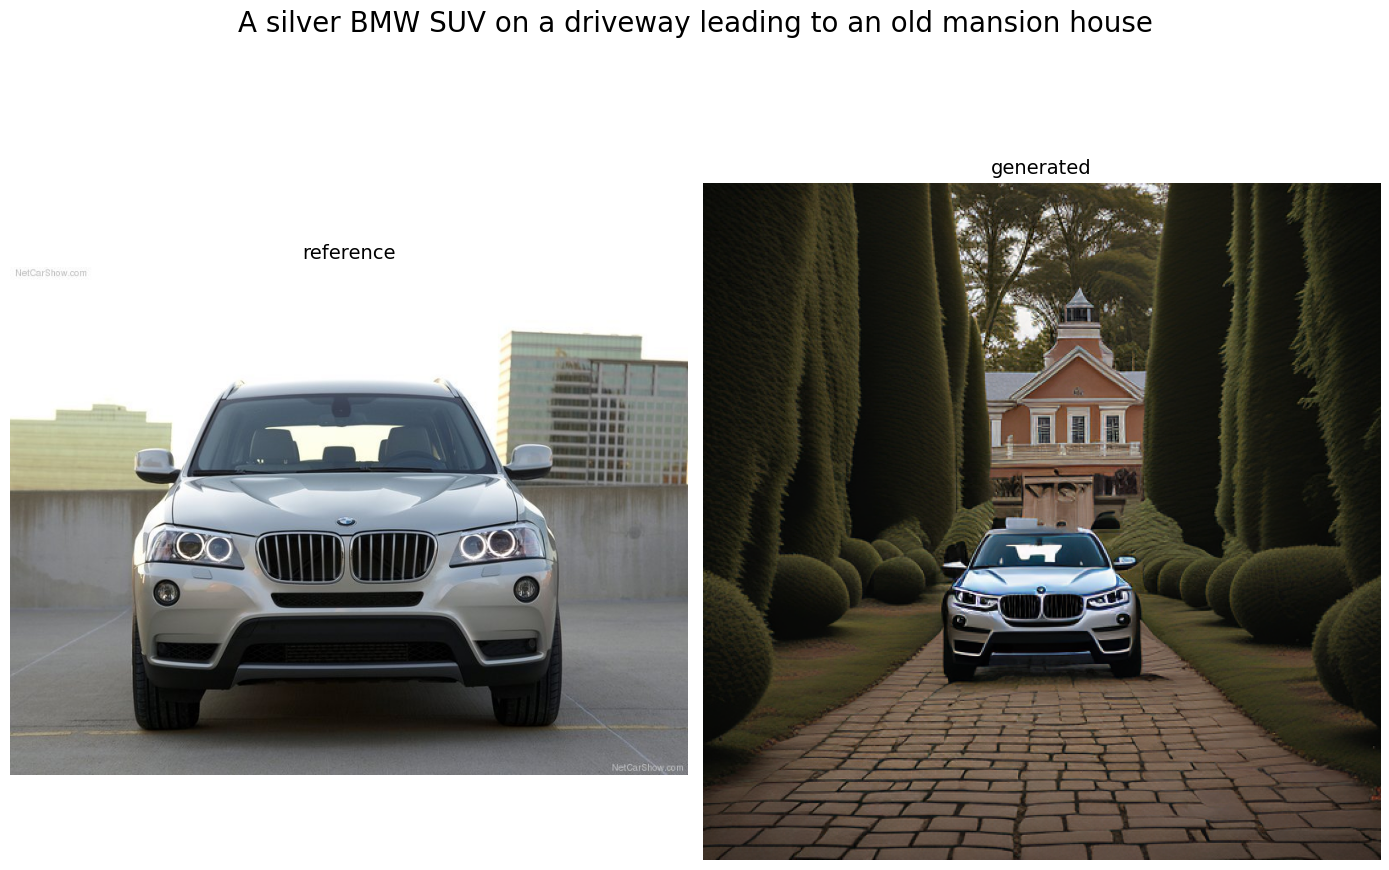 A silver BMW SUV on a driveway leading to an old mansion house
reference
generated
NetCarShow.com
NetCarShow.com